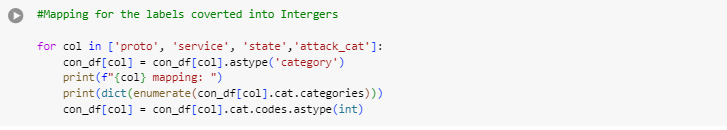 #Mapping for the labels coverted into Intergers
for col in ['proto', 'service', 'state','attack_cat']:
    con_df[col] = con_df[col].astype('category')
    print(f"{col} mapping: ")
    print(dict(enumerate(con_df[col].cat.categories)))
    con_df[col] = con_df[col].cat.codes.astype(int)